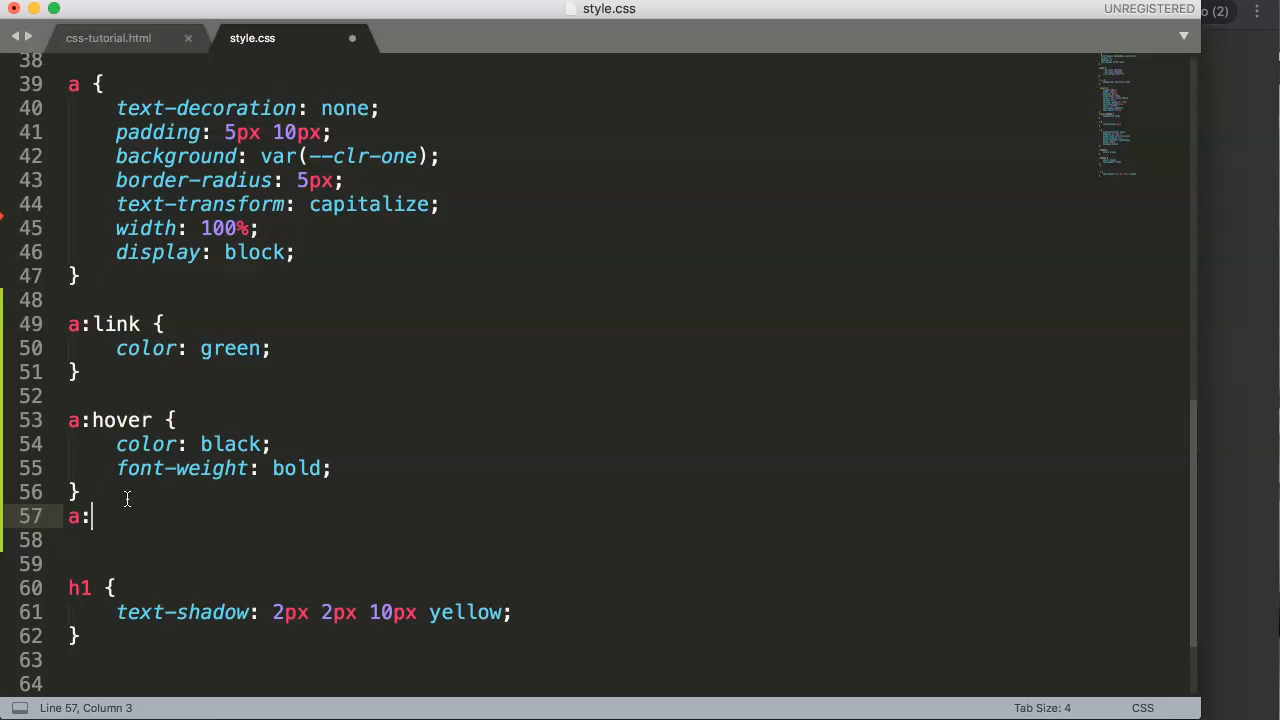 style.css
UNREGISTERED
o (2)
css-tutorial.html
style.css
38
39 a {
40 text-decoration: none;
41 padding: 5px 10px;
42 background: var(--clr-one);
43 border-radius: 5px;
44 text-transform: capitalize;
45 width: 100%;
46 display: block;
47 }
48
49 a:link {
50 color: green;
51 }
52
53 a:hover {
54 color: black;
55 font-weight: bold;
56 }
57 a:
58
59
60 h1 {
61 text-shadow: 2px 2px 10px yellow;
62 }
63
64
Line 57, Column 3
Tab Size: 4
CSS